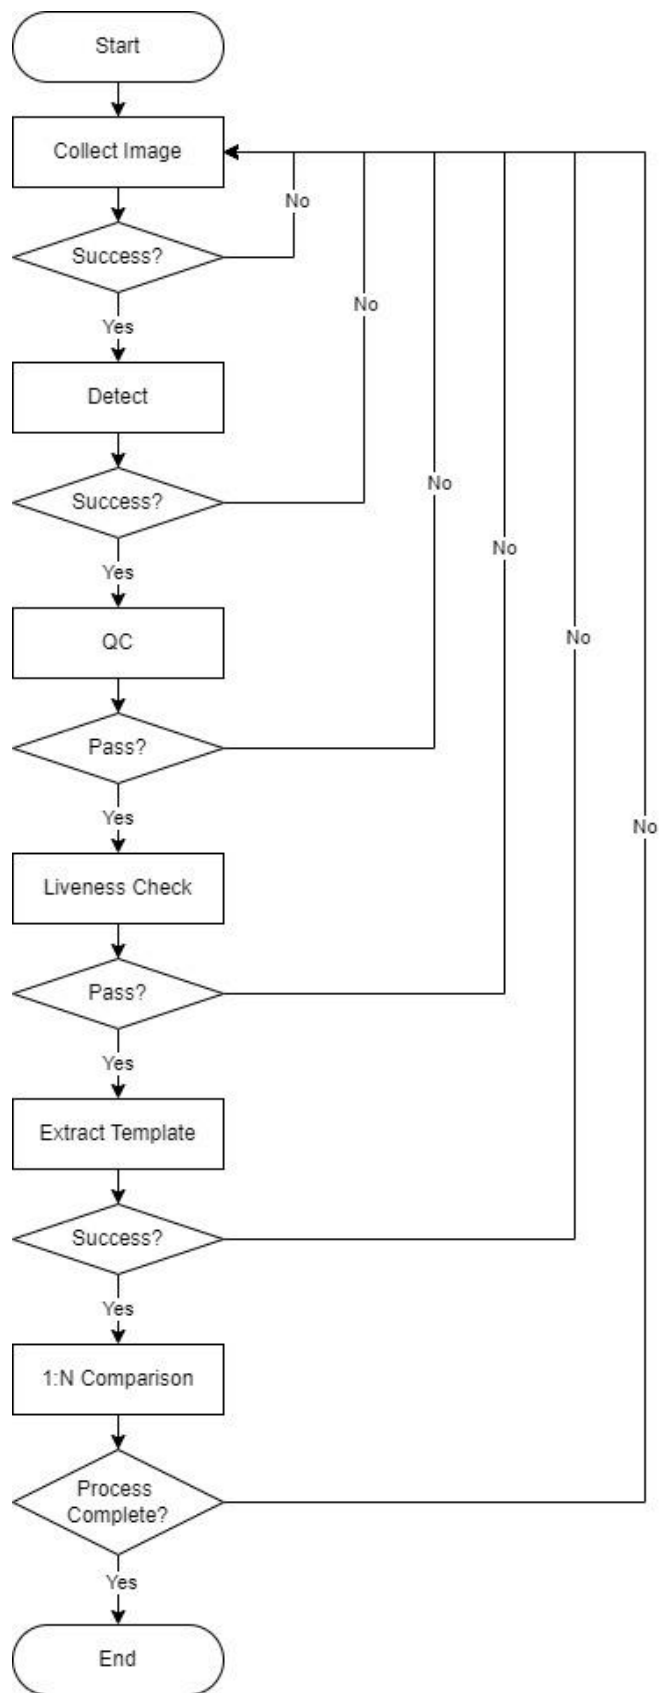 Start
Collect Image
No
Success?
No
Yes
Detect
No
Success?
No
Yes
No
QC
Pass?
Yes
No
Liveness Check
Pass?
Yes
Extract Template
Success?
Yes
1:N Comparison
Process
Complete?
Yes
End